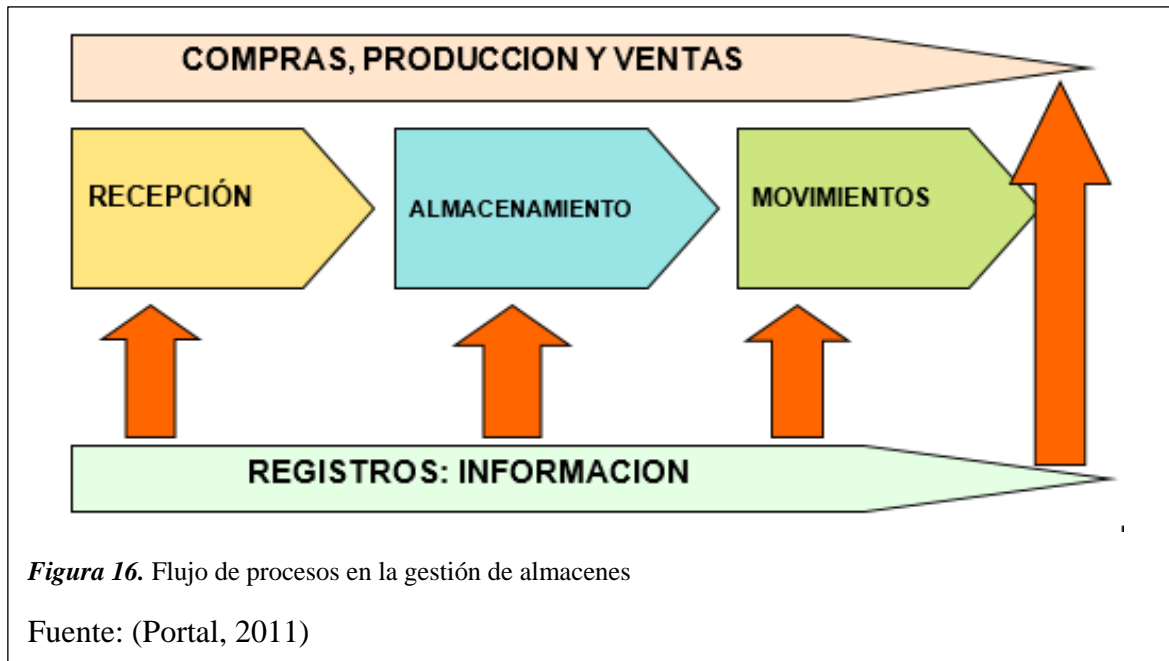 COMPRAS, PRODUCCION Y VENTAS
RECEPCIÓN
ALMACENAMIENTO
MOVIMIENTOS
REGISTROS: INFORMACION
Figura 16. Flujo de procesos en la gestión de almacenes
Fuente: (Portal, 2011)